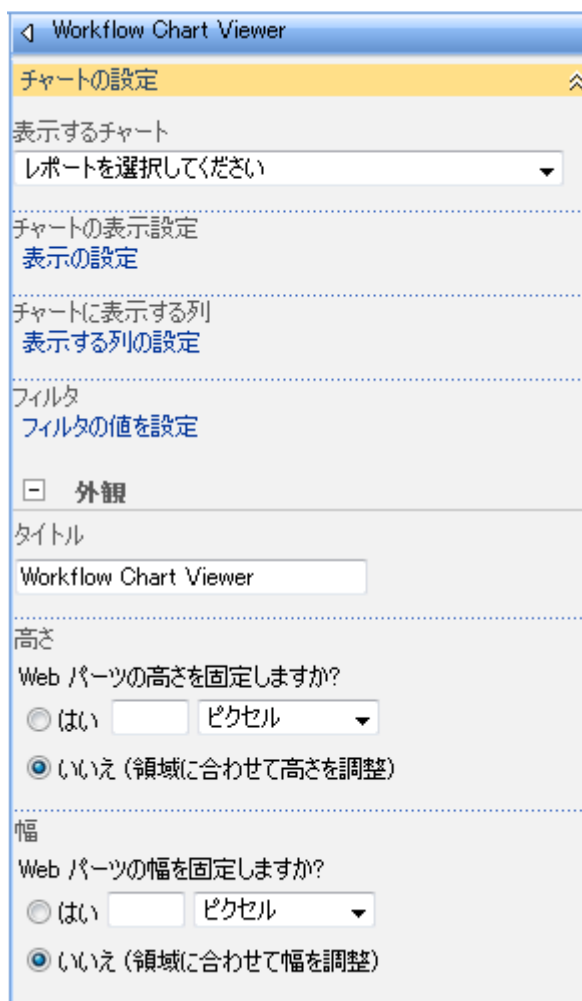 Workflow Chart Viewer
チャートの設定
表示するチャート
レポートを選択してください
チャートの表示設定
表示の設定
チャートに表示する列
表示する列の設定
フィルタ
フィルタの値を設定
外観
タイトル
Workflow Chart Viewer
高さ
Web パーツの高さを固定しますか?
はい ピクセル
いいえ (領域に合わせて高さを調整)
幅
Web パーツの幅を固定しますか?
はい ピクセル
いいえ (領域に合わせて幅を調整)